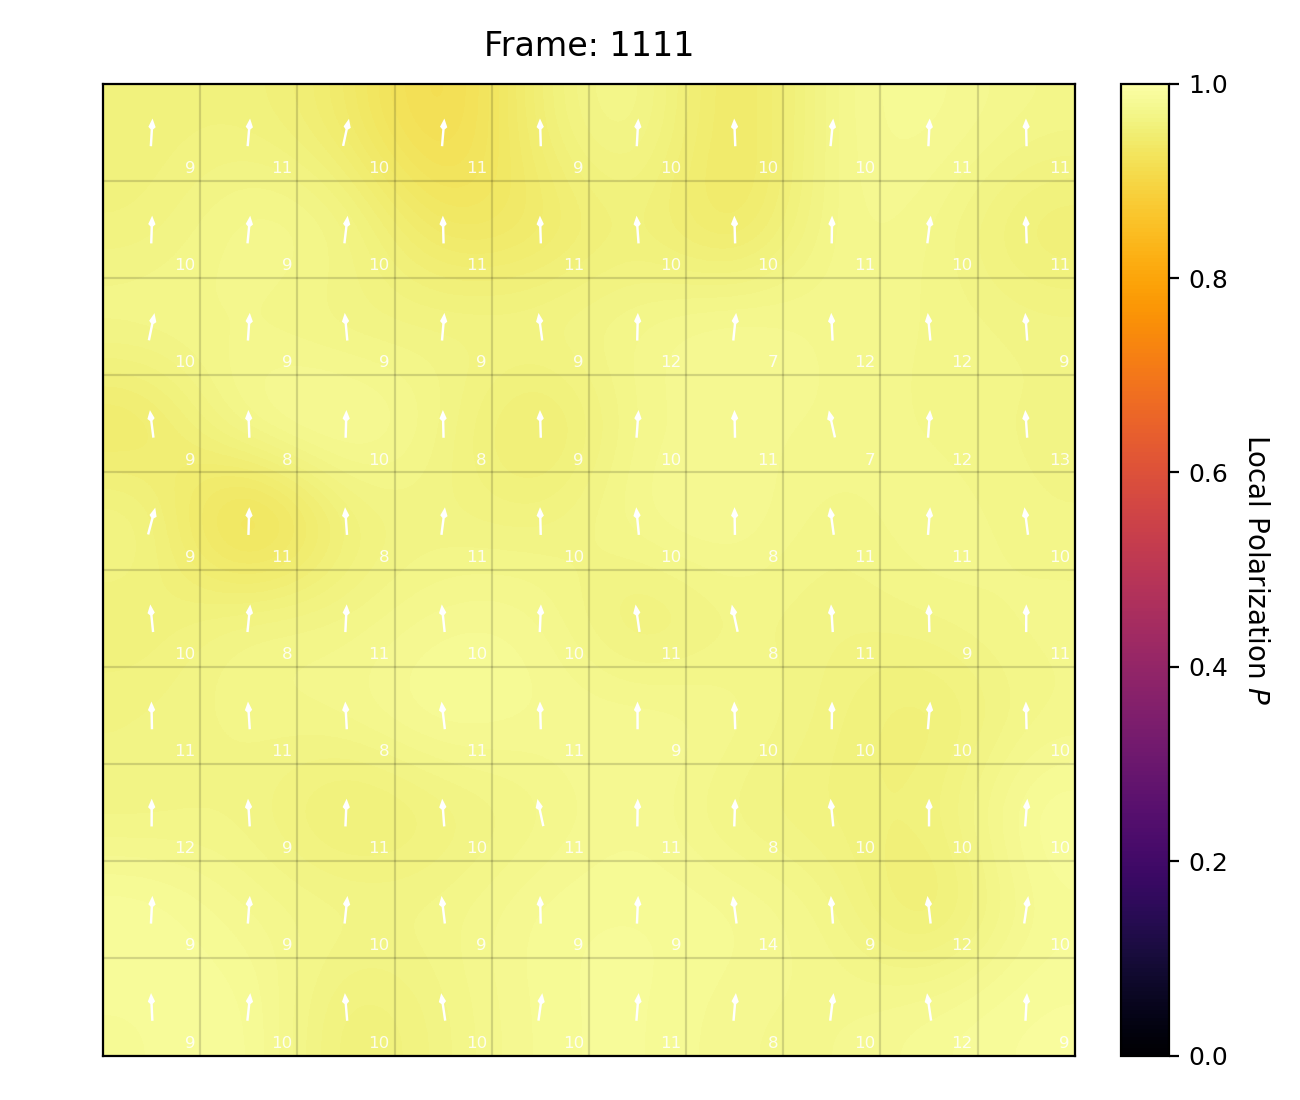 Frame: 1111
9 11 10 11 9 10 10 10 11 11
10 9 10 11 11 10 10 11 10 11
10 9 9 9 9 12 7 12 12 9
9 8 10 8 9 10 11 7 12 13
9 11 8 11 10 10 8 11 11 10
10 8 11 10 10 11 8 11 9 11
11 11 8 11 11 9 10 10 10 10
12 9 11 10 11 11 8 10 10 10
9 9 10 9 9 9 14 9 12 10
9 10 10 10 10 11 8 10 12 9
1.0
0.8
0.6
0.4
0.2
0.0
Local Polarization P